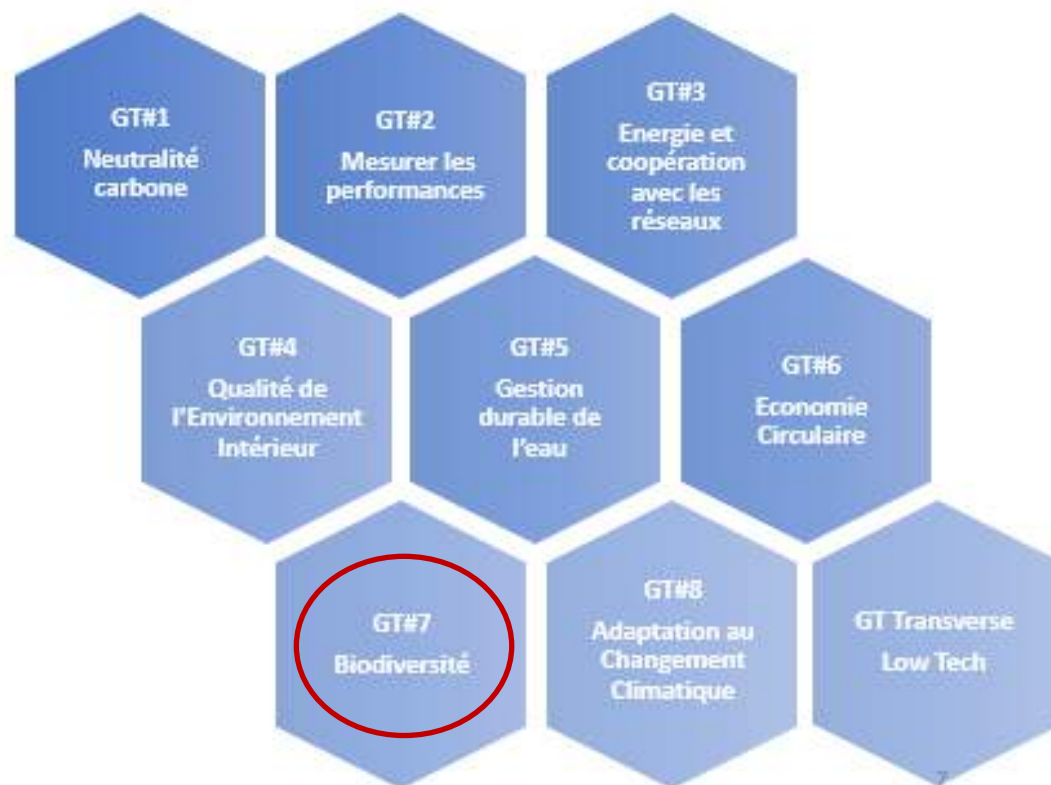 GT#1
Neutralité
carbone
GT#2
Mesurer les
performances
GT#3
Energie et
coopération
avec les
réseaux
GT#4
Qualité de
l'Environnement
Intérieur
GT#5
Gestion
durable de
l'eau
GT#6
Economie
Circulaire
GT#7
Biodiversité
GT#8
Adaptation au
Changement
Climatique
GT Transverse
Low Tech
7